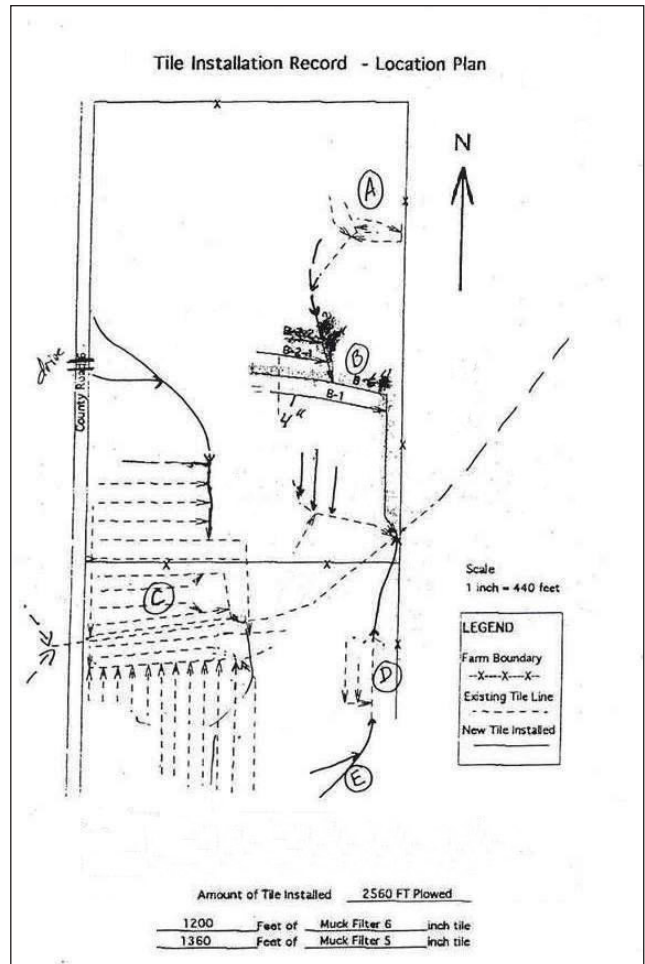 Tile Installation Record - Location Plan
X
N
A
X
B-2-2
B-2-1
B
B-1
4"
drive
County Road
X
X
X
C
Scale
1 inch = 440 feet
X
D
LEGEND
Farm Boundary
--X----X----X--
Existing Tile Line
New Tile Installed
E
Amount of Tile Installed 2560 FT Plowed
1200 Feet of Muck Filter 6 inch tile
1360 Feet of Muck Filter 5 inch tile